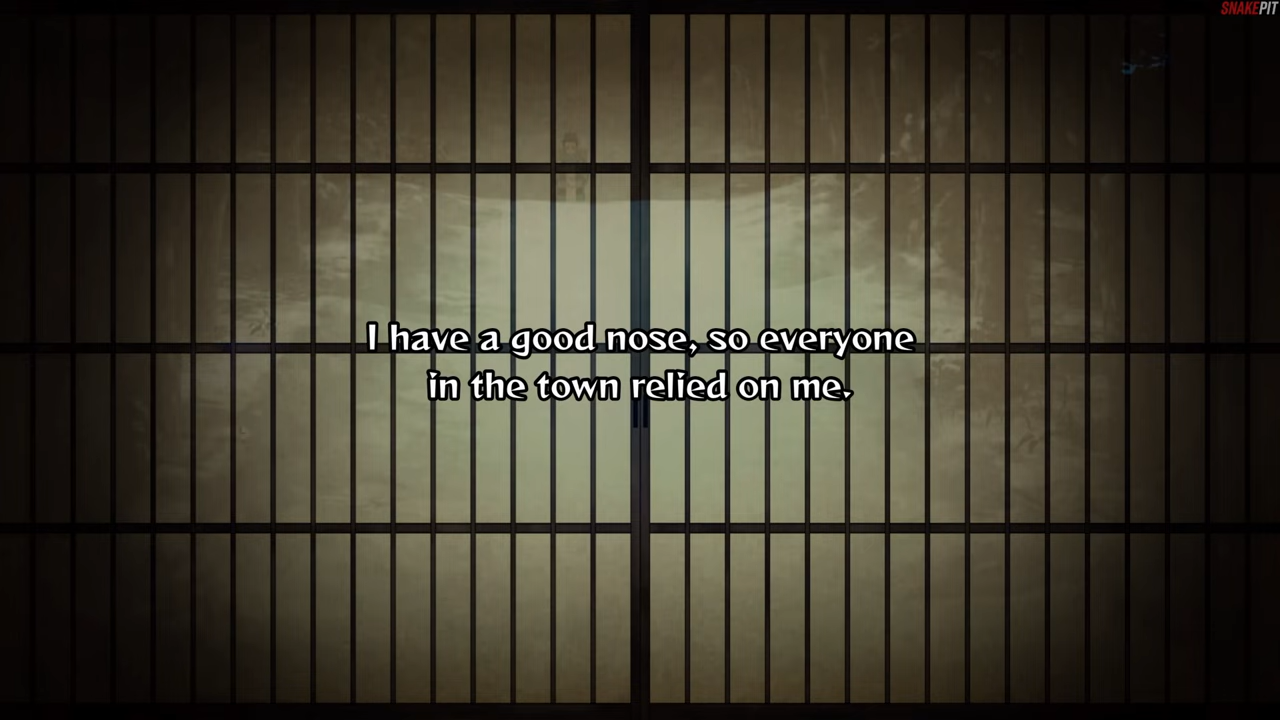 SNAKEPIT
I have a good nose, so everyone
in the town relied on me.